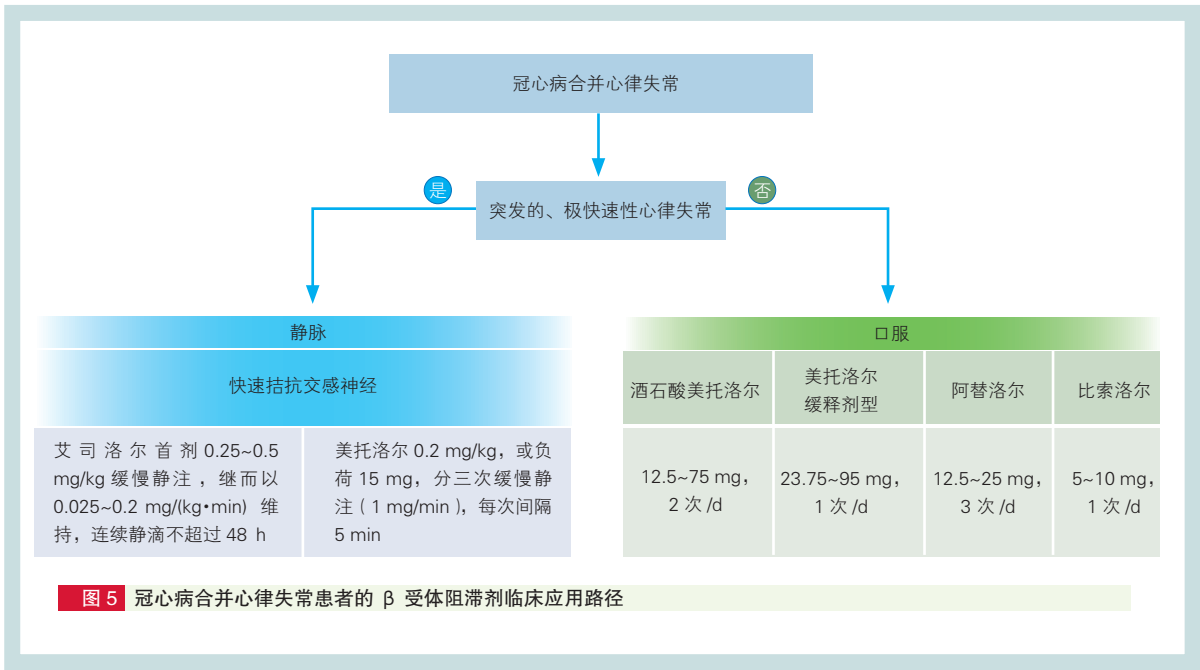 冠心病合并心律失常
是
否
突发的、极快速性心律失常
静脉
快速拮抗交感神经
艾司洛尔首剂0.25~0.5
mg/kg 缓慢静注，继而以
0.025~0.2 mg/(kg•min) 维
持，连续静滴不超过 48 h
美托洛尔 0.2 mg/kg，或负
荷 15 mg，分三次缓慢静
注（1 mg/min），每次间隔
5 min
口服
酒石酸美托洛尔
美托洛尔
缓释剂型
阿替洛尔
比索洛尔
12.5~75 mg，
2 次 /d
23.75~95 mg，
1 次 /d
12.5~25 mg，
3 次 /d
5~10 mg，
1 次 /d
图 5 冠心病合并心律失常患者的 β 受体阻滞剂临床应用路径